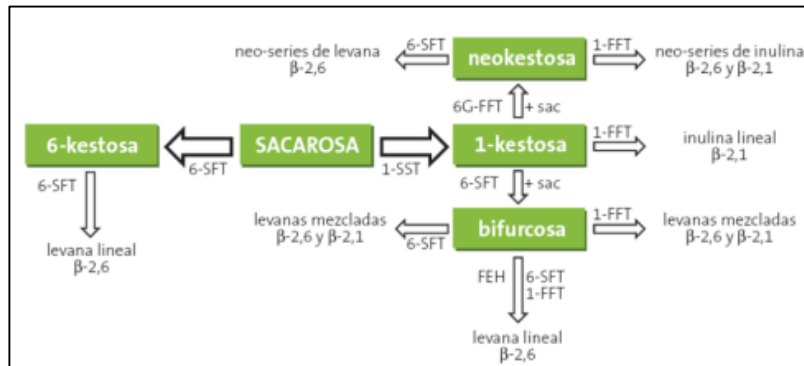 neo-series de levana
β-2,6
6-SFT
neokestosa
1-FFT
neo-series de inulina
β-2,6 y β-2,1
6G-FFT
+ sac
6-kestosa
6-SFT
SACAROSA
1-SST
1-kestosa
1-FFT
inulina lineal
β-2,1
6-SFT
levana lineal
β-2,6
6-SFT
+ sac
levanas mezcladas
β-2,6 y β-2,1
6-SFT
bifurcosa
1-FFT
levanas mezcladas
β-2,6 y β-2,1
FEH
6-SFT
1-FFT
levana lineal
β-2,6